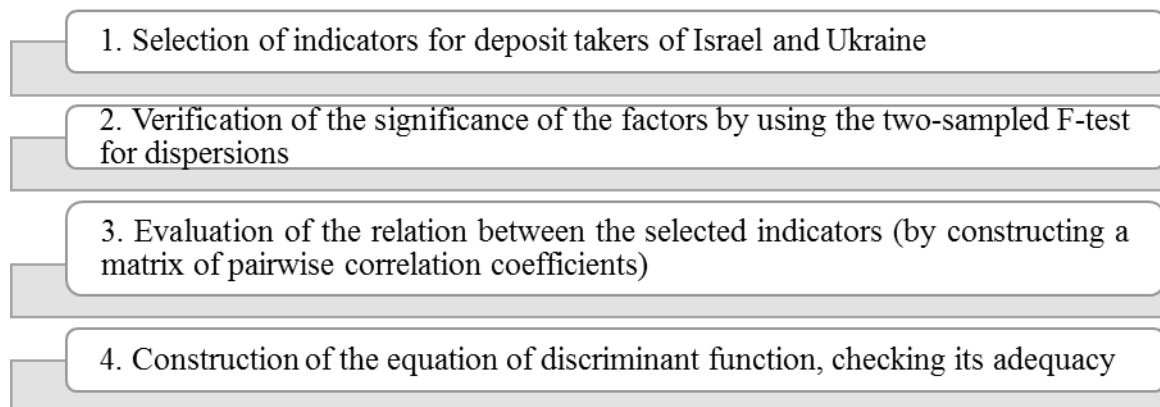 1. Selection of indicators for deposit takers of Israel and Ukraine
2. Verification of the significance of the factors by using the two-sampled F-test
for dispersions
3. Evaluation of the relation between the selected indicators (by constructing a
matrix of pairwise correlation coefficients)
4. Construction of the equation of discriminant function, checking its adequacy